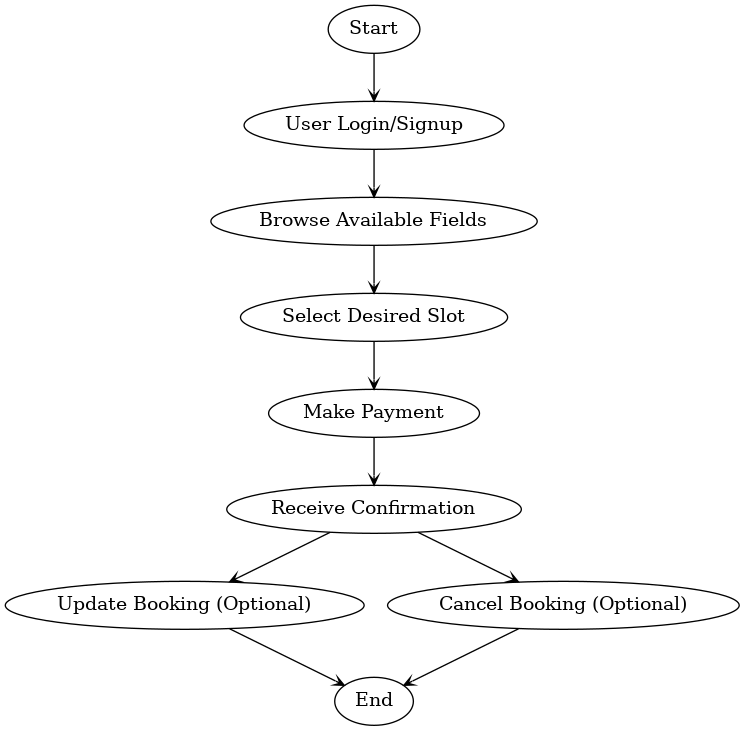 Start
User Login/Signup
Browse Available Fields
Select Desired Slot
Make Payment
Receive Confirmation
Update Booking (Optional)
Cancel Booking (Optional)
End